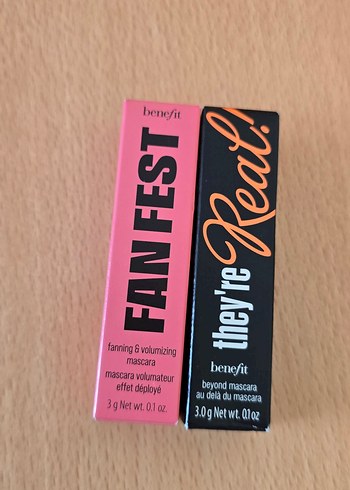 benefit
FAN FEST
fanning & volumizing
mascara
mascara volumateur
effet déployé
3 g Net wt. 0.1 oz.
they're Real!
benefit
beyond mascara
au delà du mascara
3.0 g Net wt. 0.1 oz